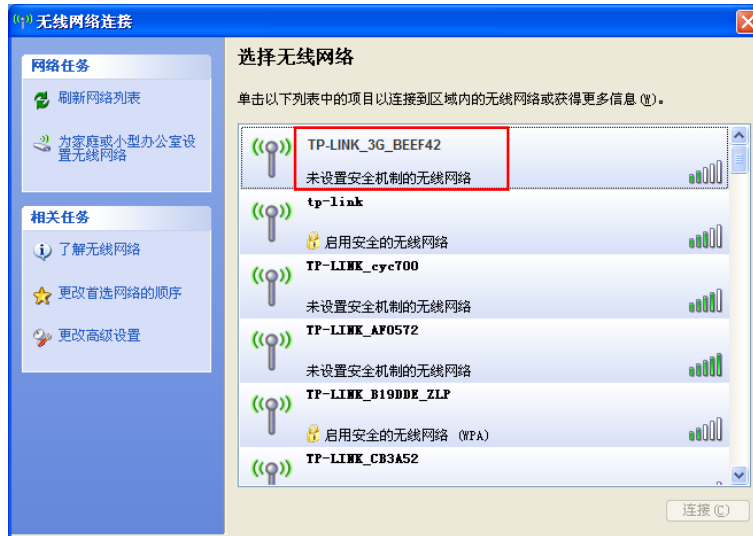 无线网络连接
网络任务
刷新网络列表
为家庭或小型办公室设
置无线网络
相关任务
了解无线网络
更改首选网络的顺序
更改高级设置
选择无线网络
单击以下列表中的项目以连接到区域内的无线网络或获得更多信息(W)。
TP-LINK_3G_BEEF42
未设置安全机制的无线网络
tp-link
启用安全的无线网络
TP-LINK_cyc700
未设置安全机制的无线网络
TP-LINK_AF0572
未设置安全机制的无线网络
TP-LINK_B19DDE_ZLP
启用安全的无线网络 (WPA)
TP-LINK_CB3A52
连接(C)